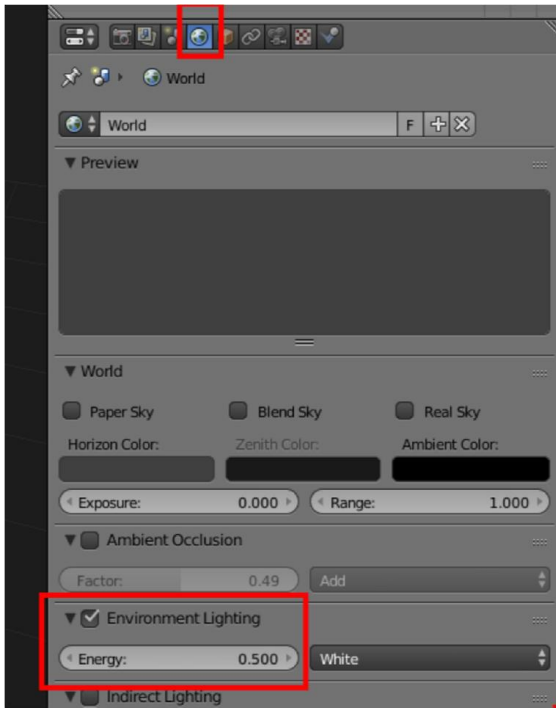 World
World F
Preview
World
Paper Sky Blend Sky Real Sky
Horizon Color: Zenith Color: Ambient Color:
Exposure: 0.000 Range: 1.000
Ambient Occlusion
Factor: 0.49 Add
Environment Lighting
Energy: 0.500 White
Indirect Lighting